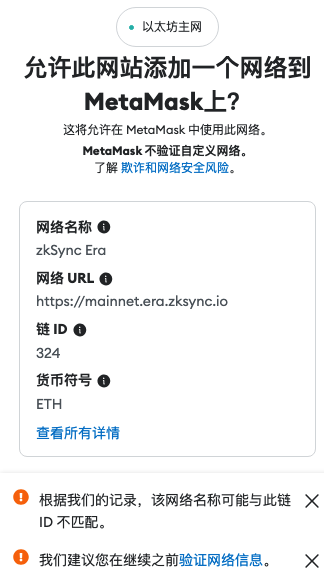 以太坊主网
允许此网站添加一个网络到
MetaMask上?
这将允许在 MetaMask 中使用此网络。
MetaMask 不验证自定义网络。
了解 欺诈和网络安全风险。
网络名称
zkSync Era
网络 URL
https://mainnet.era.zksync.io
链 ID
324
货币符号
ETH
查看所有详情
根据我们的记录，该网络名称可能与此链
ID 不匹配。
我们建议您在继续之前验证网络信息。